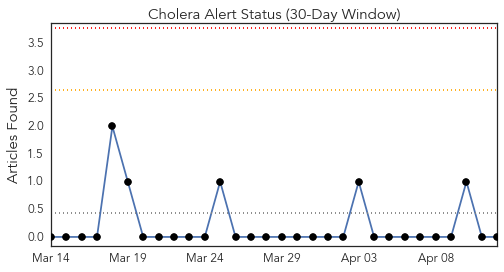 Cholera Alert Status (30-Day Window)
Articles Found
3.5
3.0
2.5
2.0
1.5
1.0
0.5
0.0
Mar 14 Mar 19 Mar 24 Mar 29 Apr 03 Apr 08